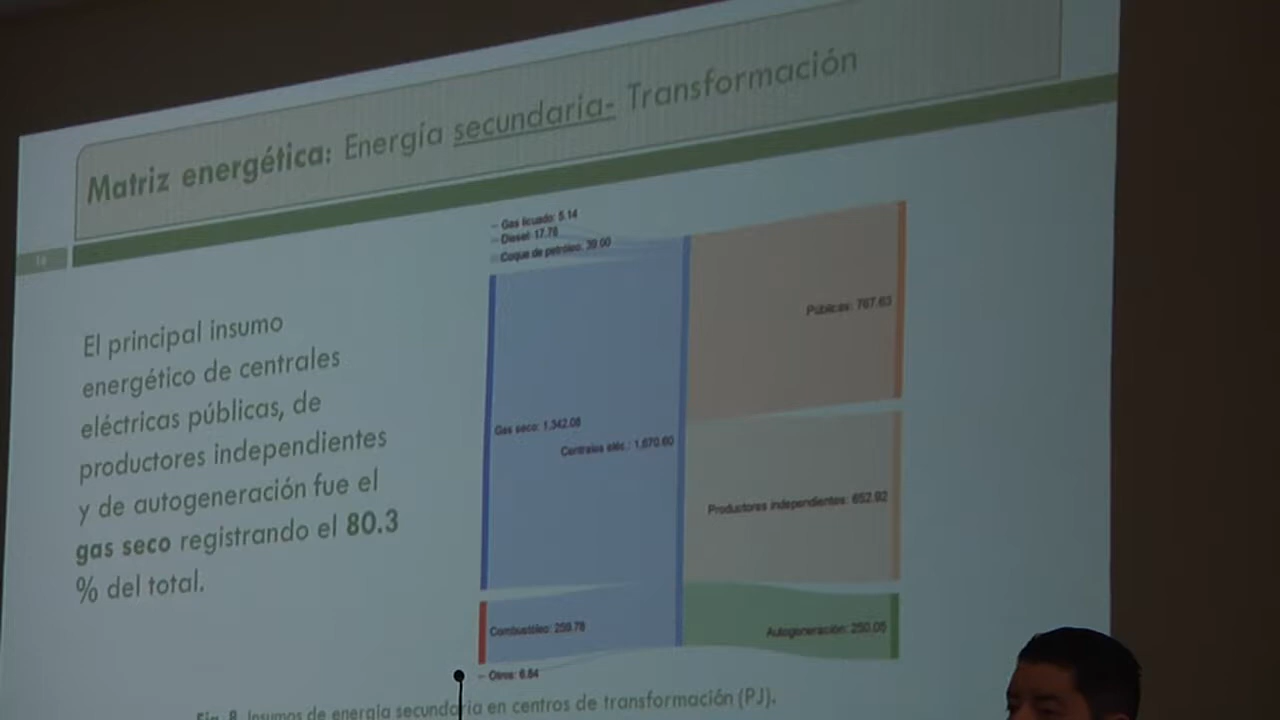 Matriz energética: Energía secundaria- Transformación
14
El principal insumo
energético de centrales
eléctricas públicas, de
productores independientes
y de autogeneración fue el
gas seco registrando el 80.3
% del total.
Gas licuado: 5.14
Diesel: 17.76
Coque de petróleo: 39.00
Gas seco: 1,342.08
Centrales eléc.: 1,670.60
Combustóleo: 259.78
Otros: 6.84
Públicas: 767.63
Productores independientes: 652.92
Autogeneración: 250.05
Fig. 8. Insumos de energía secundaria en centros de transformación (PJ).